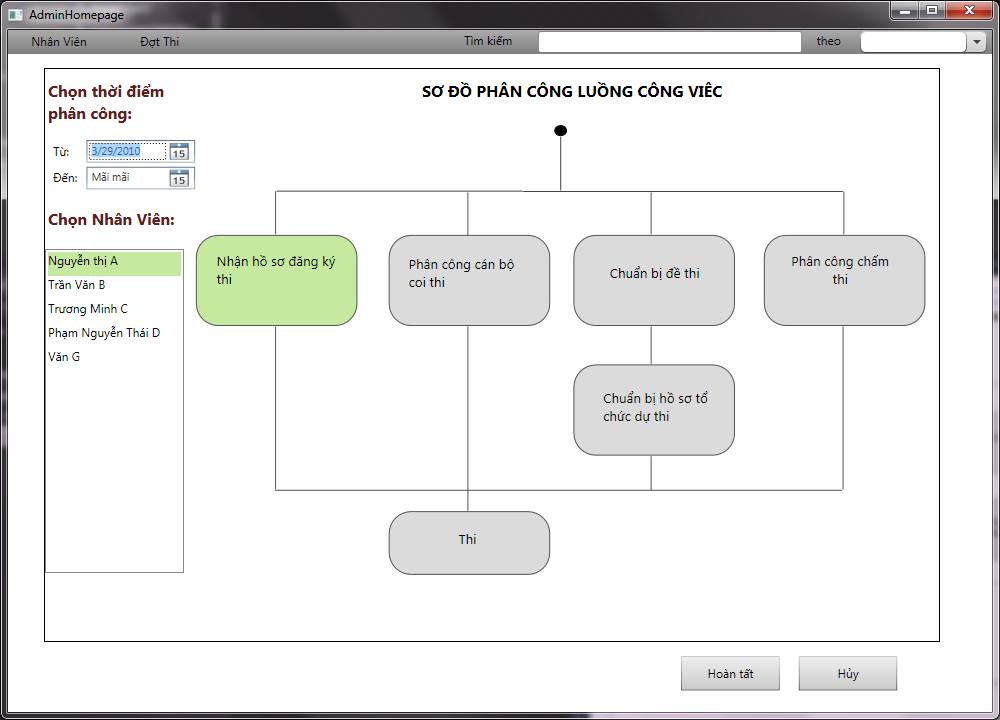 AdminHomepage
Nhân Viên
Đợt Thi
Tìm kiếm
theo
Chọn thời điểm
phân công:
Từ:
3/29/2010
15
Đến:
Mãi mãi
15
Chọn Nhân Viên:
Nguyễn thị A
Trần Văn B
Trương Minh C
Phạm Nguyễn Thái D
Văn G
SƠ ĐỒ PHÂN CÔNG LUỒNG CÔNG VIÊC
Nhận hồ sơ đăng ký
thi
Phân công cán bộ
coi thi
Chuẩn bị đề thi
Phân công chấm
thi
Chuẩn bị hồ sơ tổ
chức dự thi
Thi
Hoàn tất
Hủy